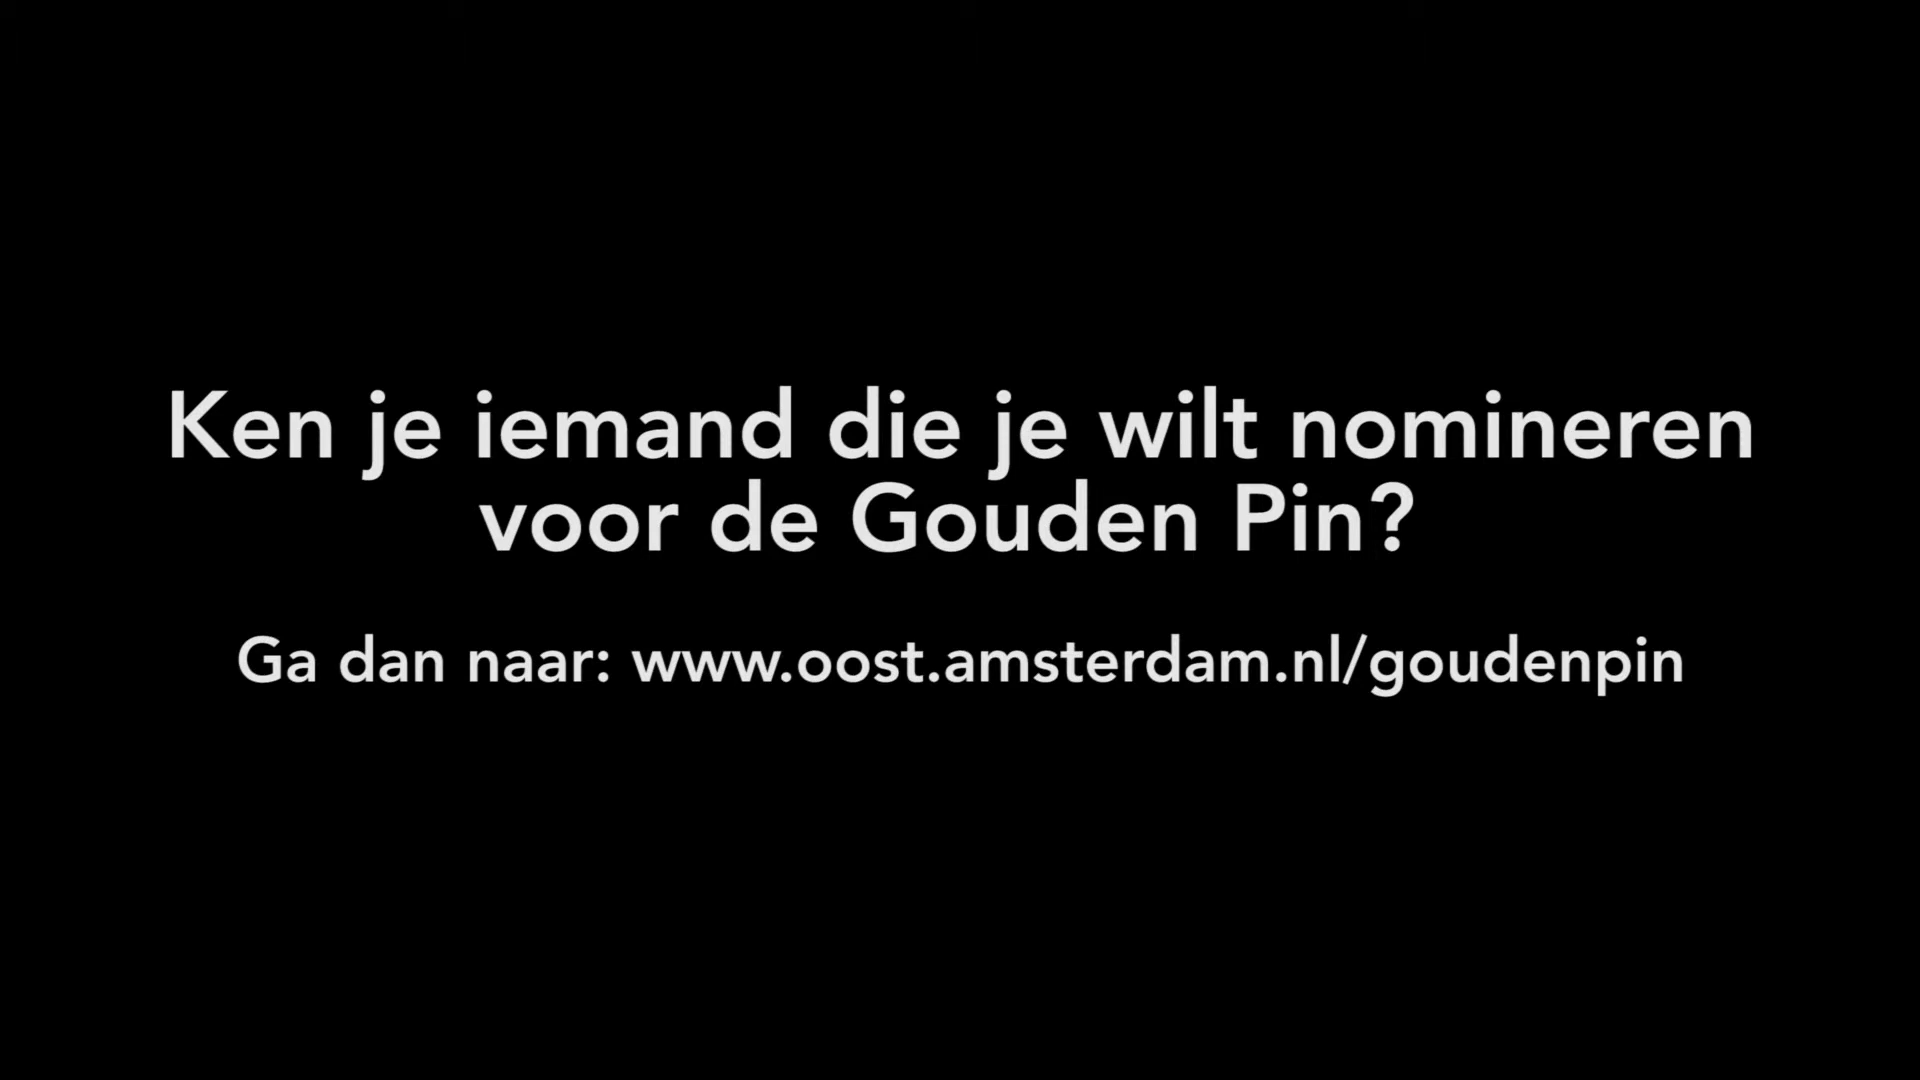 Ken je iemand die je wilt nomineren
voor de Gouden Pin?
Ga dan naar: www.oost.amsterdam.nl/goudenpin